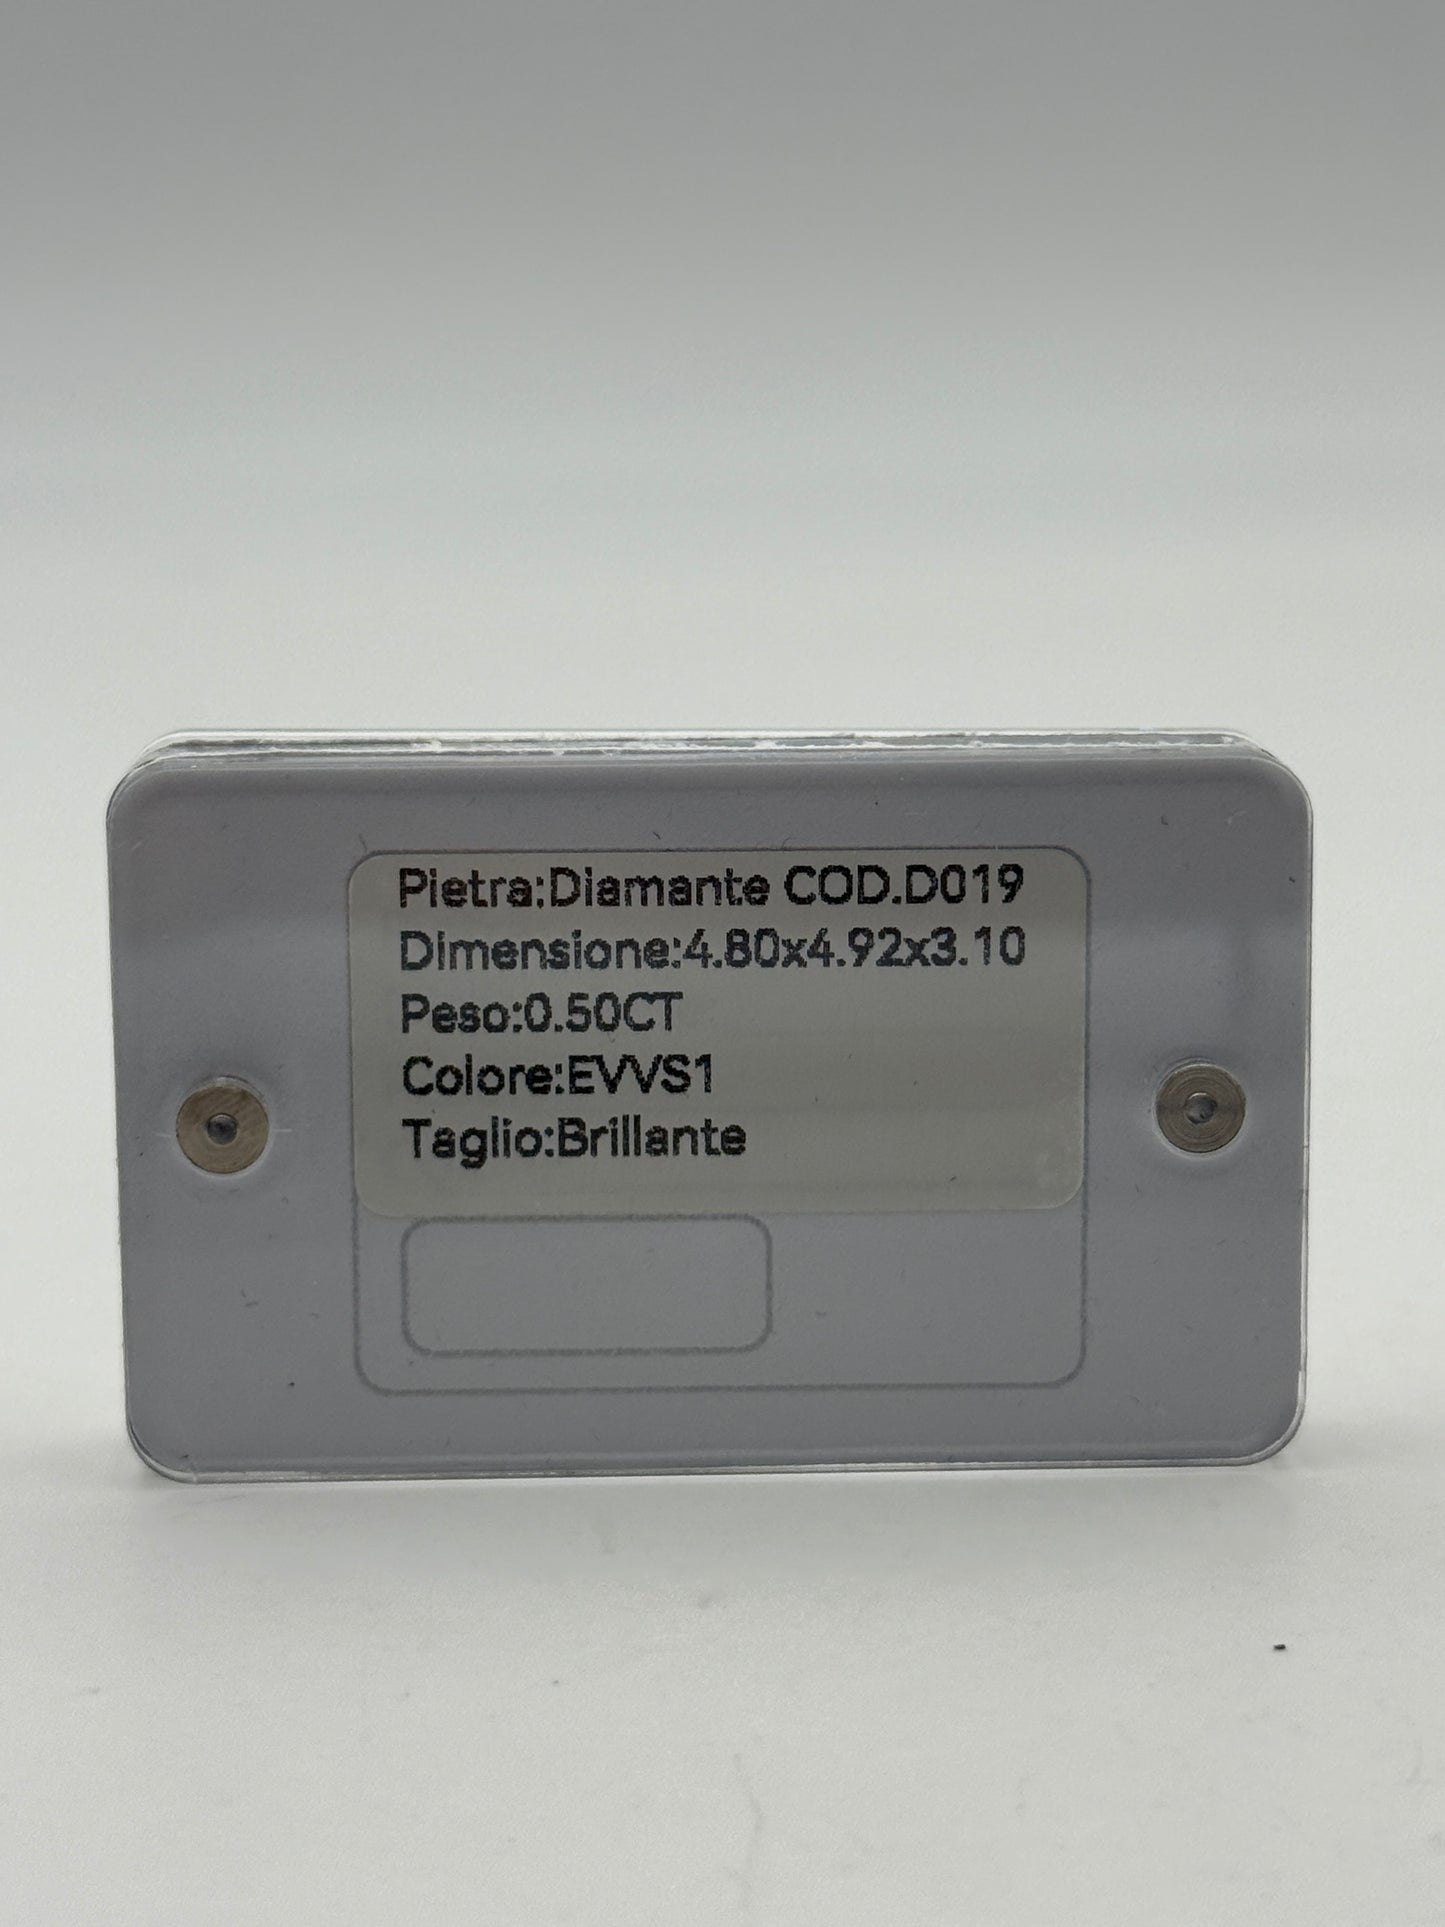 Pietra:Diamante COD.D019
Dimensione:4.80x4.92x3.10
Peso:0.50CT
Colore:EVVS1
Taglio:Brillante